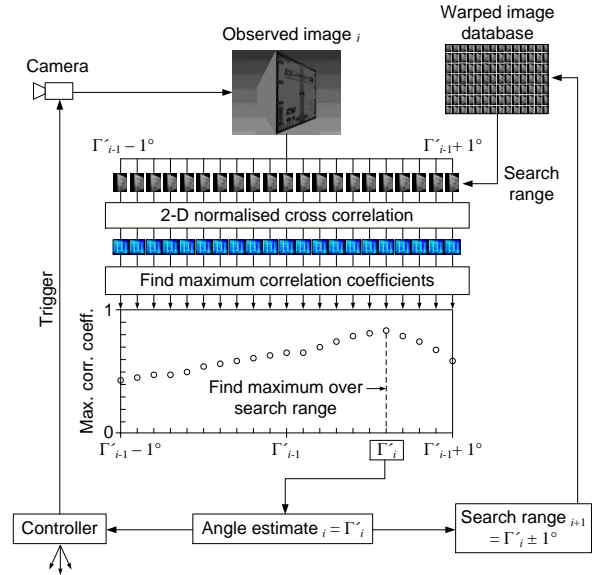 Observed image i
Warped image
database
Camera
Γ´i-1 − 1°
Γ´i-1 + 1°
Search
range
2-D normalised cross correlation
Find maximum correlation coefficients
Trigger
Max. corr. coeff.
1
0
Find maximum over
search range
Γ´i-1 − 1°
Γ´i-1
Γ´i
Γ´i-1 + 1°
Controller
Angle estimate i = Γ´i
Search range i+1
= Γ´i ± 1°